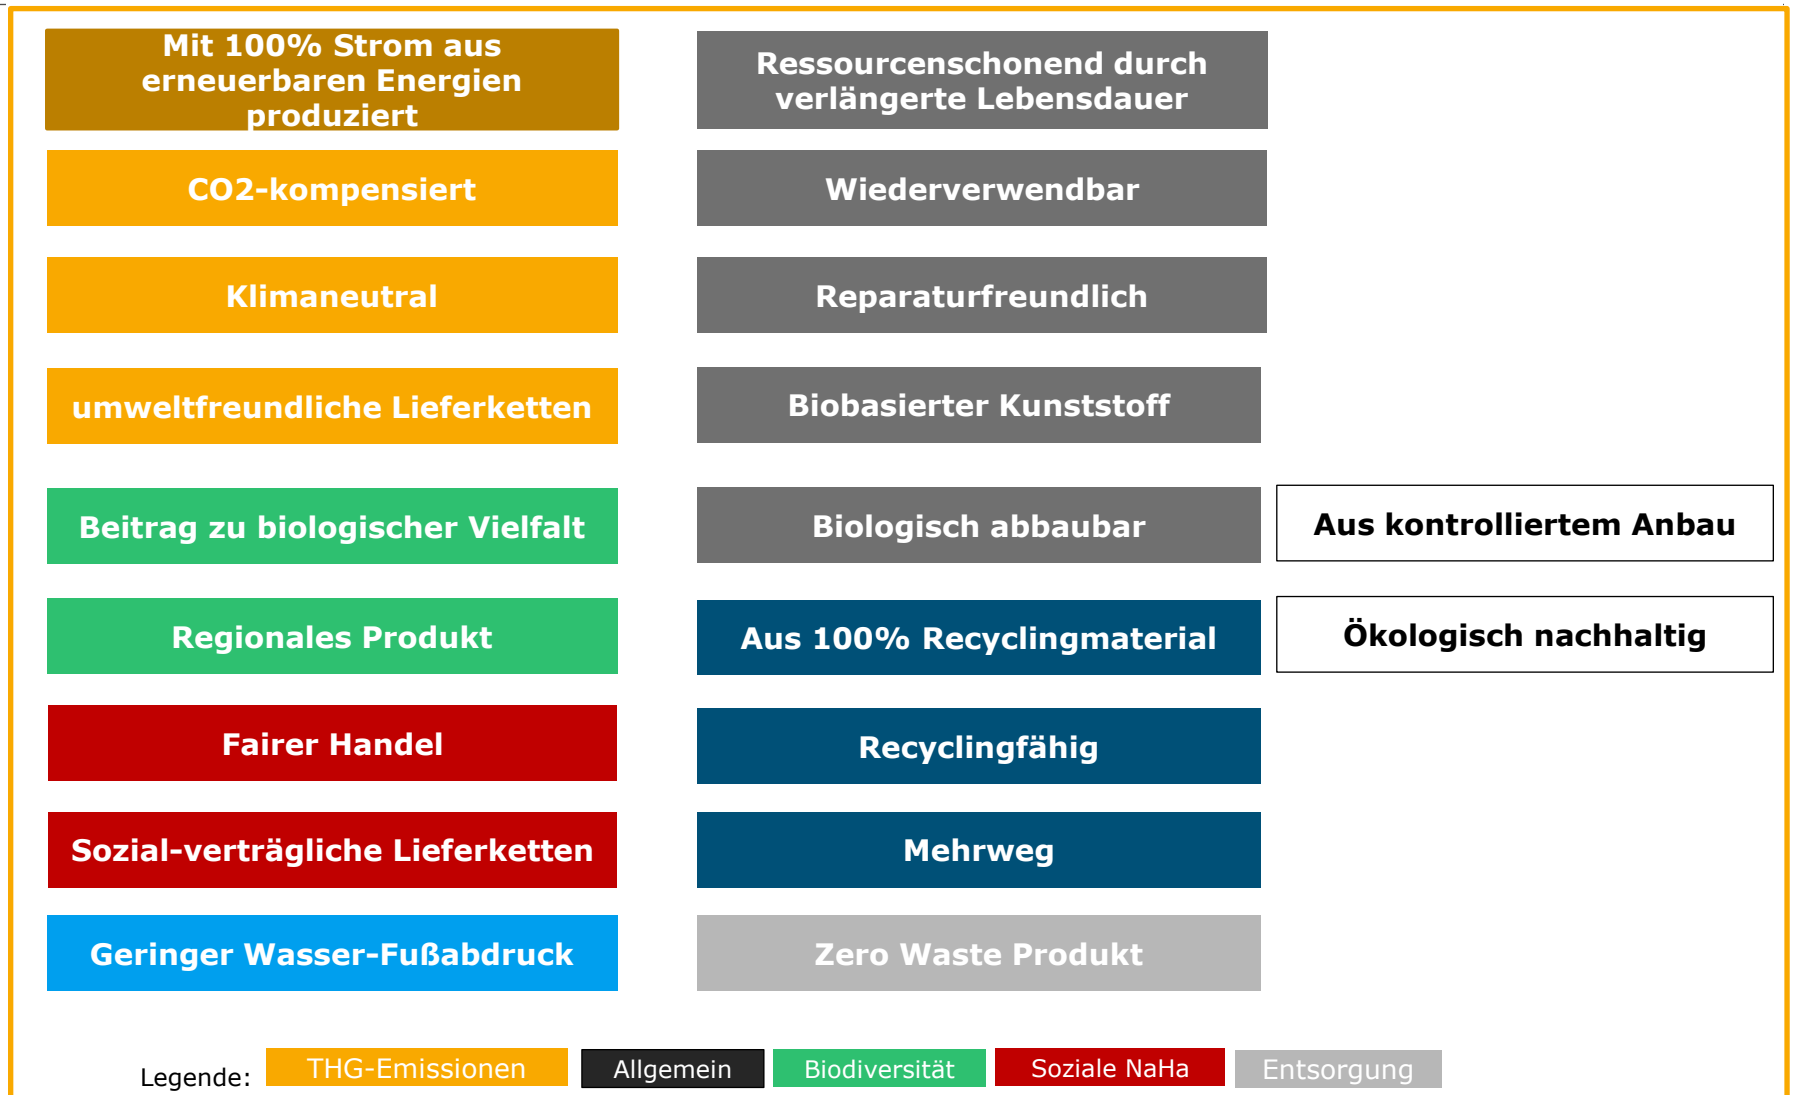 Mit 100% Strom aus
erneuerbaren Energien
produziert
CO2-kompensiert
Klimaneutral
umweltfreundliche Lieferketten
Beitrag zu biologischer Vielfalt
Regionales Produkt
Fairer Handel
Sozial-verträgliche Lieferketten
Geringer Wasser-Fußabdruck
Ressourcenschonend durch
verlängerte Lebensdauer
Wiederverwendbar
Reparaturfreundlich
Biobasierter Kunststoff
Biologisch abbaubar
Aus 100% Recyclingmaterial
Recyclingfähig
Mehrweg
Zero Waste Produkt
Aus kontrolliertem Anbau
Ökologisch nachhaltig
Legende: THG-Emissionen Allgemein Biodiversität Soziale NaHa Entsorgung